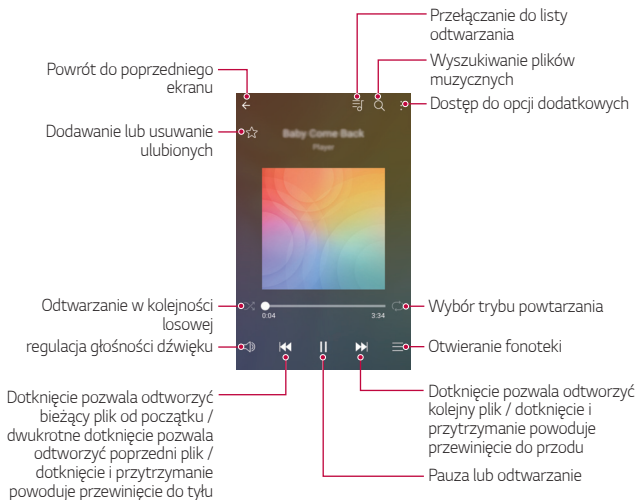 Przełączanie do listy
odtwarzania
Wyszukiwanie plików
muzycznych
Powrót do poprzedniego
ekranu
Dostęp do opcji dodatkowych
Dodawanie lub usuwanie
ulubionych
Baby Come Back
Player
Odtwarzanie w kolejności
losowej
0:04
3:34
Wybór trybu powtarzania
regulacja głośności dźwięku
Otwieranie fonoteki
Dotknięcie pozwala odtworzyć
bieżący plik od początku /
dwukrotne dotknięcie pozwala
odtworzyć poprzedni plik /
dotknięcie i przytrzymanie
powoduje przewinięcie do tyłu
Dotknięcie pozwala odtworzyć
kolejny plik / dotknięcie i
przytrzymanie powoduje
przewinięcie do przodu
Pauza lub odtwarzanie